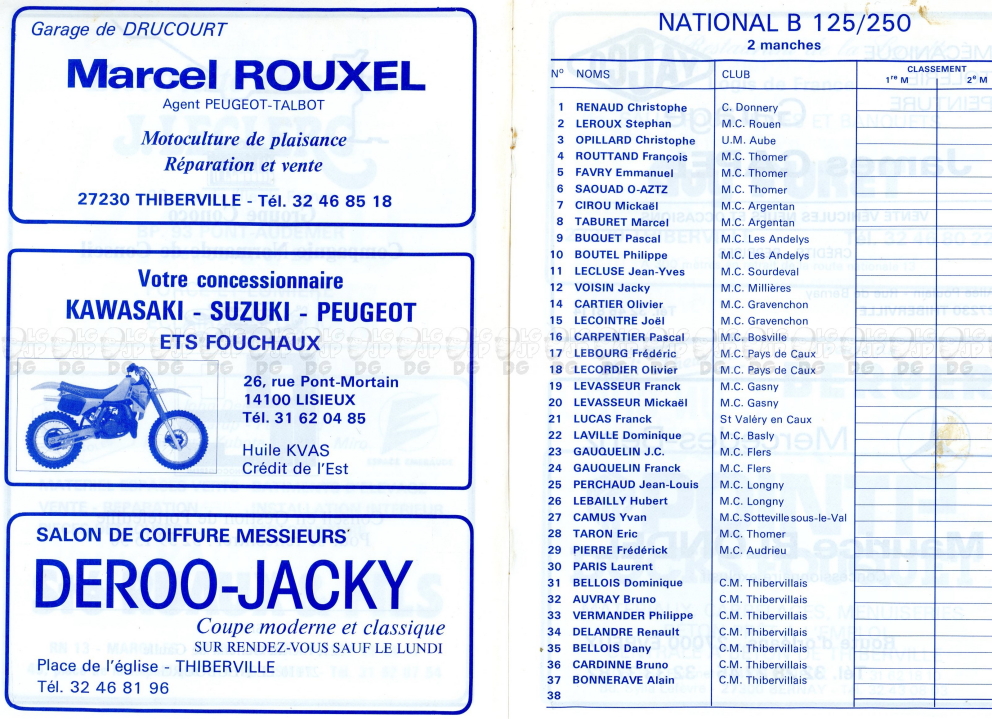 Garage de DRUCOURT
Marcel ROUXEL
Agent PEUGEOT-TALBOT
Motoculture de plaisance
Réparation et vente
27230 THIBERVILLE - Tél. 32 46 85 18
Votre concessionnaire
KAWASAKI - SUZUKI - PEUGEOT
ETS FOUCHAUX
26, rue Pont-Mortain
14100 LISIEUX
Tél. 31 62 04 85
Huile KVAS
Crédit de l'Est
SALON DE COIFFURE MESSIEURS
DEROO-JACKY
Coupe moderne et classique
SUR RENDEZ-VOUS SAUF LE LUNDI
Place de l'église - THIBERVILLE
Tél. 32 46 81 96
NATIONAL B 125/250
2 manches
N° NOMS CLUB CLASSEMENT
1re M 2e M
1 RENAUD Christophe C. Donnery
2 LEROUX Stephan M.C. Rouen
3 OPILLARD Christophe U.M. Aube
4 ROUTTAND François M.C. Thomer
5 FAVRY Emmanuel M.C. Thomer
6 SAOUAD O-AZTZ M.C. Thomer
7 CIROU Mickaël M.C. Argentan
8 TABURET Marcel M.C. Argentan
9 BUQUET Pascal M.C. Les Andelys
10 BOUTEL Philippe M.C. Les Andelys
11 LECLUSE Jean-Yves M.C. Sourdeval
12 VOISIN Jacky M.C. Millières
14 CARTIER Olivier M.C. Gravenchon
15 LECOINTRE Joël M.C. Gravenchon
16 CARPENTIER Pascal M.C. Bosville
17 LEBOURG Frédéric M.C. Pays de Caux
18 LECORDIER Olivier M.C. Pays de Caux
19 LEVASSEUR Franck M.C. Gasny
20 LEVASSEUR Mickaël M.C. Gasny
21 LUCAS Franck St Valéry en Caux
22 LAVILLE Dominique M.C. Basly
23 GAUQUELIN J.C. M.C. Flers
24 GAUQUELIN Franck M.C. Flers
25 PERCHAUD Jean-Louis M.C. Longny
26 LEBAILLY Hubert M.C. Longny
27 CAMUS Yvan M.C. Sotteville sous-le-Val
28 TARON Eric M.C. Thomer
29 PIERRE Frédérick M.C. Audrieu
30 PARIS Laurent
31 BELLOIS Dominique C.M. Thibervillais
32 AUVRAY Bruno C.M. Thibervillais
33 VERMANDER Philippe C.M. Thibervillais
34 DELANDRE Renault C.M. Thibervillais
35 BELLOIS Dany C.M. Thibervillais
36 CARDINNE Bruno C.M. Thibervillais
37 BONNERAVE Alain C.M. Thibervillais
38